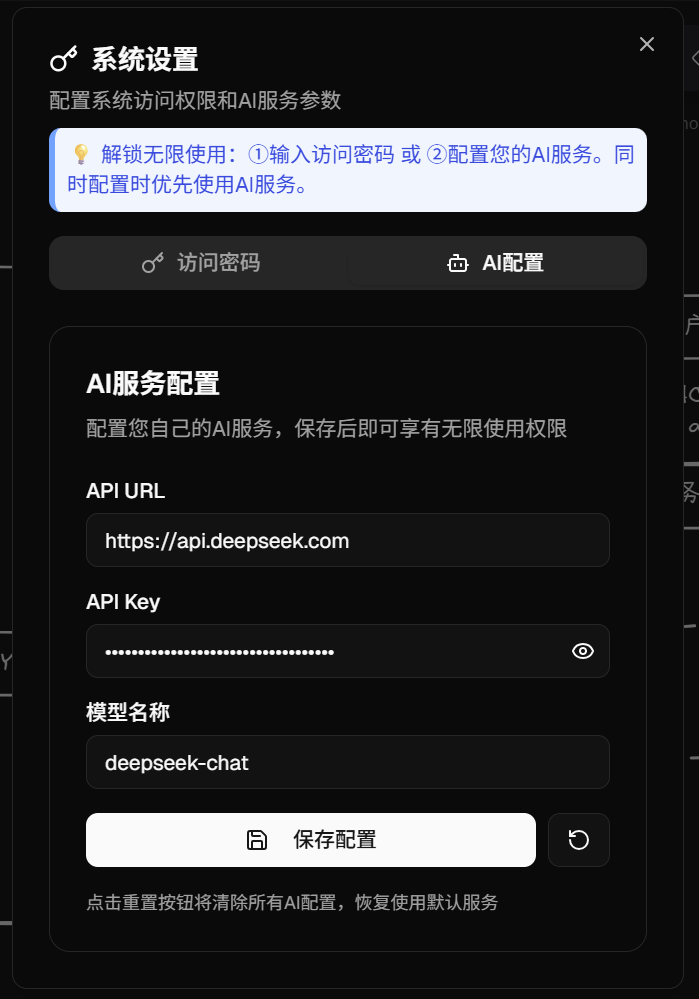 系统设置
配置系统访问权限和AI服务参数
💡 解锁无限使用：①输入访问密码 或 ②配置您的AI服务。同
时配置时优先使用AI服务。
访问密码
AI配置
AI服务配置
配置您自己的AI服务，保存后即可享有无限使用权限
API URL
https://api.deepseek.com
API Key
••••••••••••••••••••••••••••••••••
模型名称
deepseek-chat
保存配置
点击重置按钮将清除所有AI配置，恢复使用默认服务